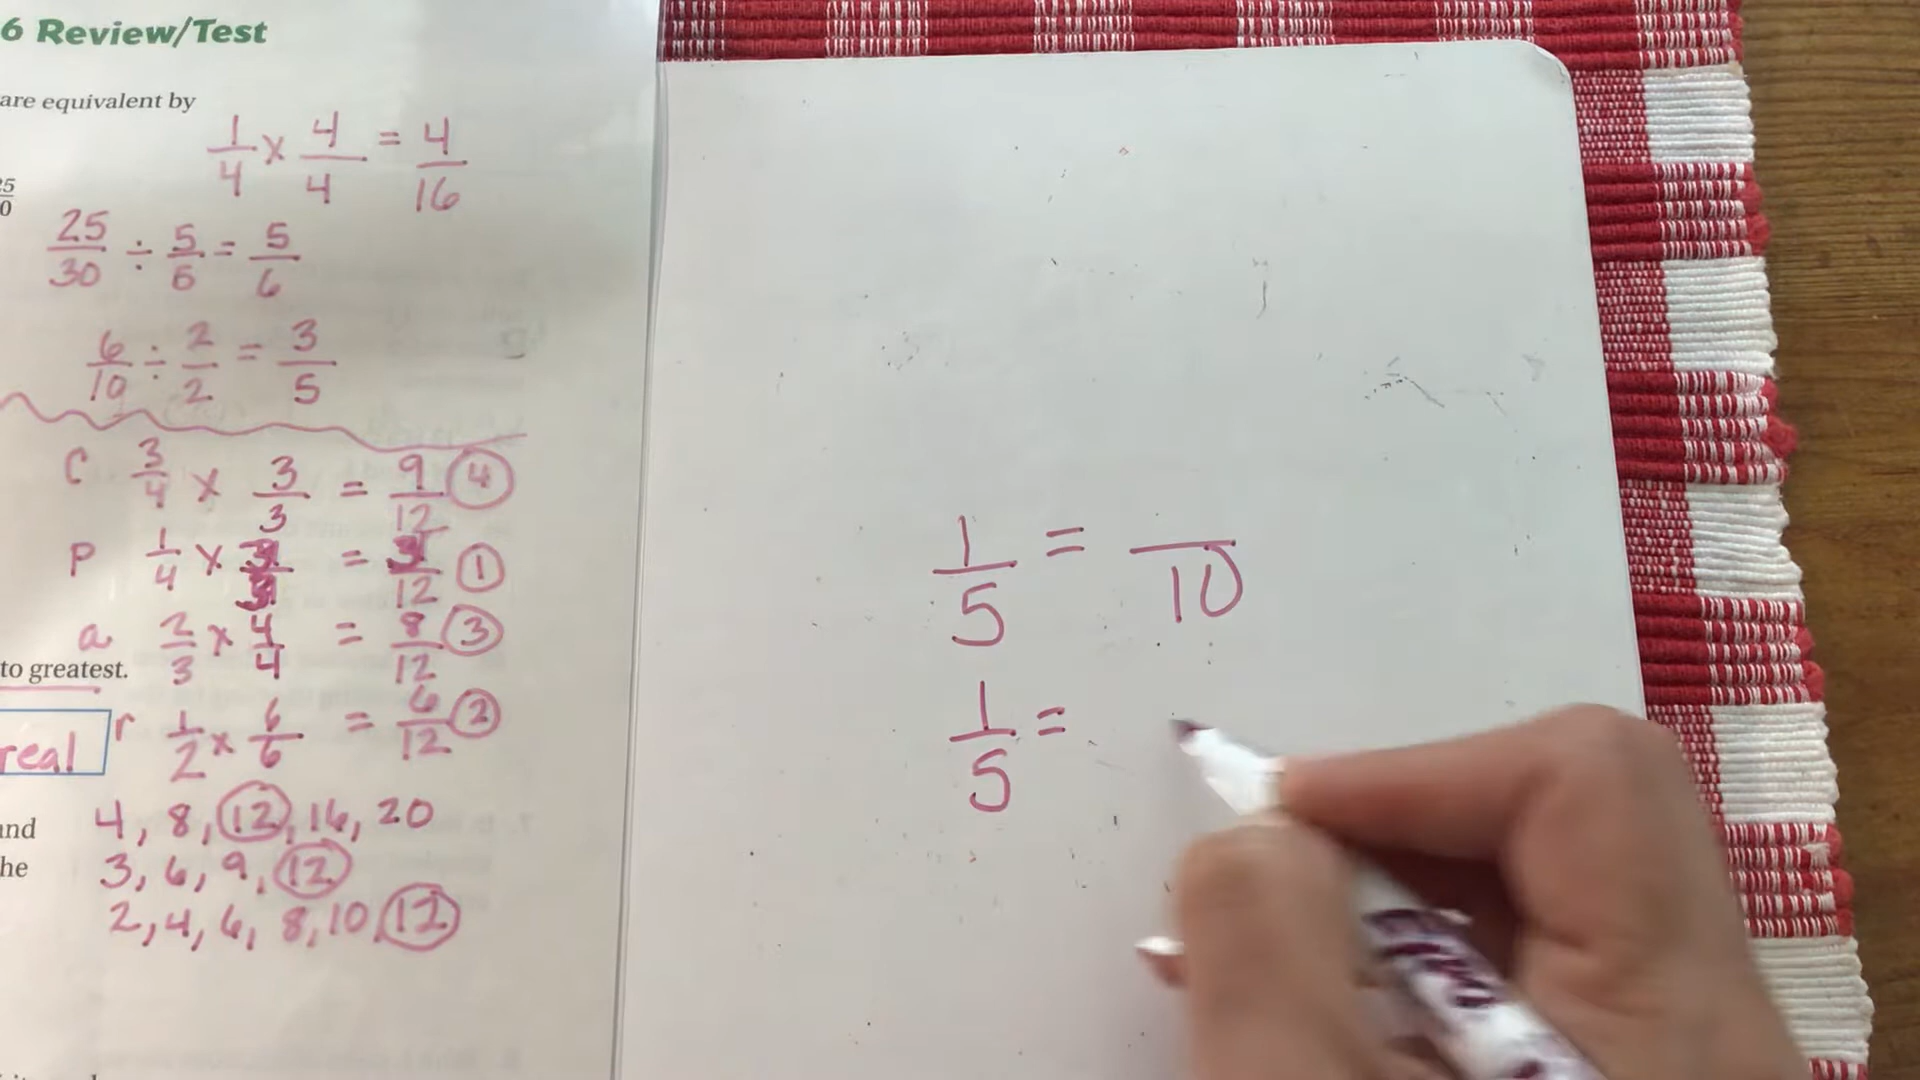 6 Review/Test
are equivalent by
1/4 x 4/4 = 4/16
25/30 ÷ 5/5 = 5/6
6/10 ÷ 2/2 = 3/5
C 3/4 x 3/3 = 9/12 4
P 1/4 x 3/3 = 3/12 1
a 2/3 x 4/4 = 8/12 3
to greatest.
r 1/2 x 6/6 = 6/12 2
real
4, 8, 12, 16, 20
and
3, 6, 9, 12
he
2, 4, 6, 8, 10, 12
1/5 = /10
1/5 =